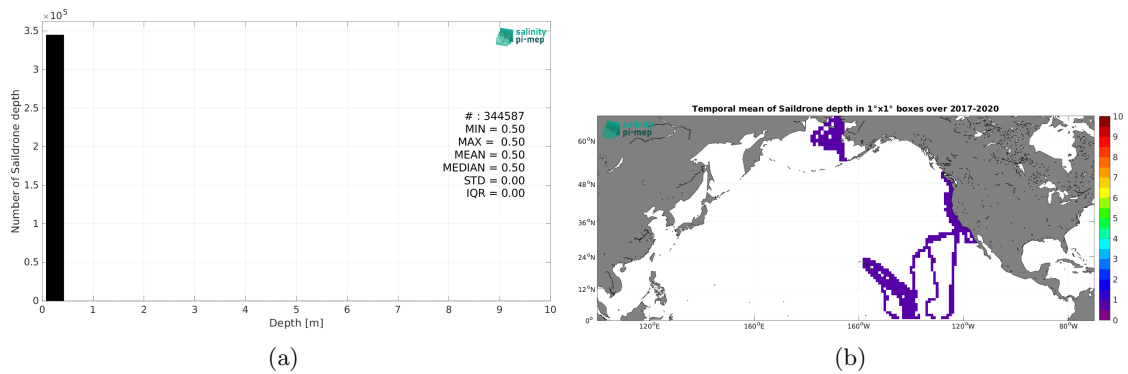 ×10⁵
3.5
3
2.5
2
1.5
1
0.5
0
Number of Saildrone depth
salinity
pi-mep
# : 344587
MIN = 0.50
MAX = 0.50
MEAN = 0.50
MEDIAN = 0.50
STD = 0.00
IQR = 0.00
0 1 2 3 4 5 6 7 8 9 10
Depth [m]
(a)
Temporal mean of Saildrone depth in 1°x1° boxes over 2017-2020
salinity
pi-mep
60°N
48°N
36°N
24°N
12°N
0°
120°E 160°E 160°W 120°W 80°W
10
9
8
7
6
5
4
3
2
1
0
(b)